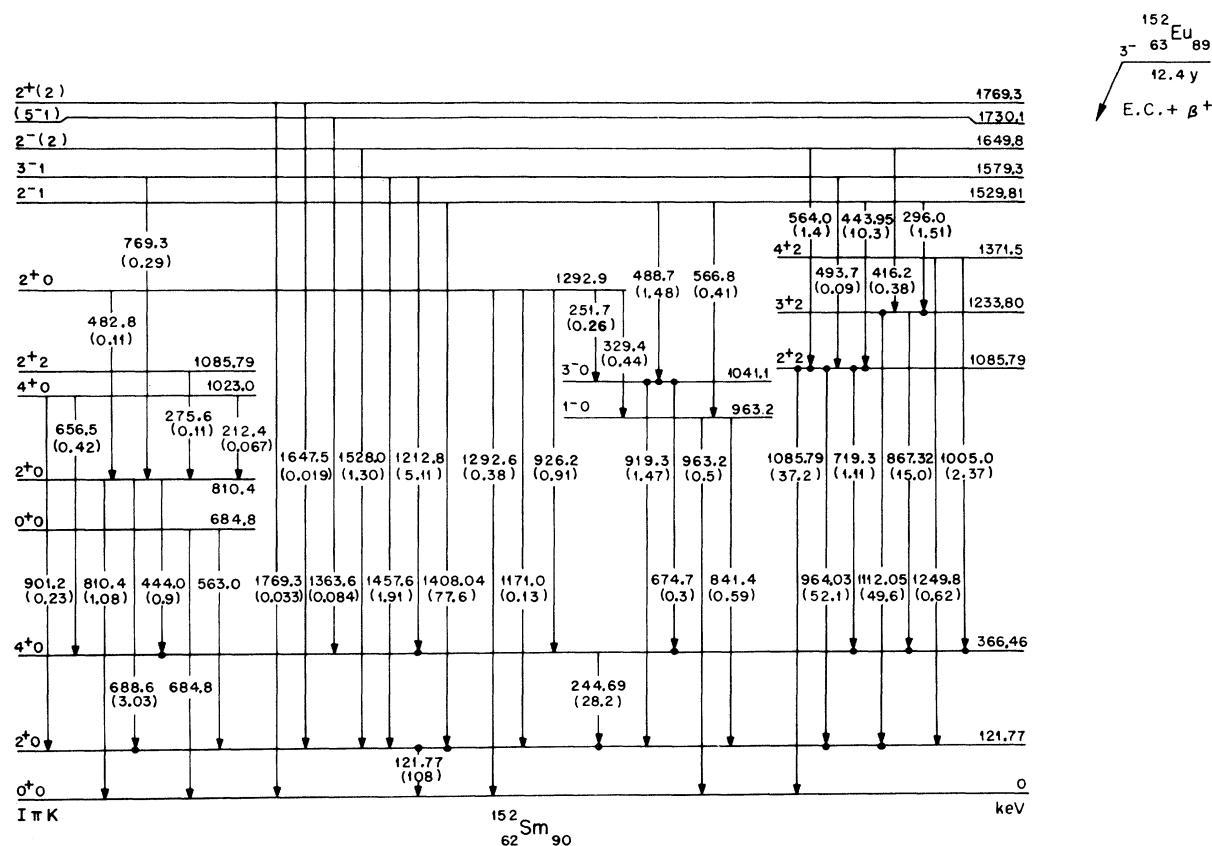 152
63 Eu 89
3-
12.4 y
E.C. + β+
2+(2) 1769.3
(5-1) 1730.1
2-(2) 1649.8
3-1 1579.3
2-1 1529.81
564.0 443.95 296.0
(1.4) (10.3) (1.51)
769.3
(0.29)
4+2 1371.5
2+0 1292.9
488.7 566.8 493.7 416.2
(1.48) (0.41) (0.09) (0.38)
251.7
(0.26)
3+2 1233.80
482.8
(0.11)
329.4
(0.44)
2+2 1085.79
2+2 1085.79
3-0 1041.1
4+0 1023.0
1-0 963.2
275.6
(0.11)
656.5 212.4
(0.42) (0.067)
1647.5 1528.0 1212.8 1292.6 926.2 919.3 963.2 1085.79 719.3 867.32 1005.0
(0.019) (1.30) (5.11) (0.38) (0.91) (1.47) (0.5) (37.2) (1.11) (15.0) (2.37)
2+0 810.4
0+0 684.8
901.2 810.4 444.0 563.0 1769.3 1363.6 1457.6 1408.04 1171.0 674.7 841.4 964.03 1112.05 1249.8
(0.23) (1.08) (0.9) (0.033) (0.084) (1.91) (77.6) (0.13) (0.3) (0.59) (52.1) (49.6) (0.62)
4+0 366.46
688.6 684.8 244.69
(3.03) (28.2)
2+0 121.77
121.77
(108)
0+0 0
I π K keV
152
62 Sm 90